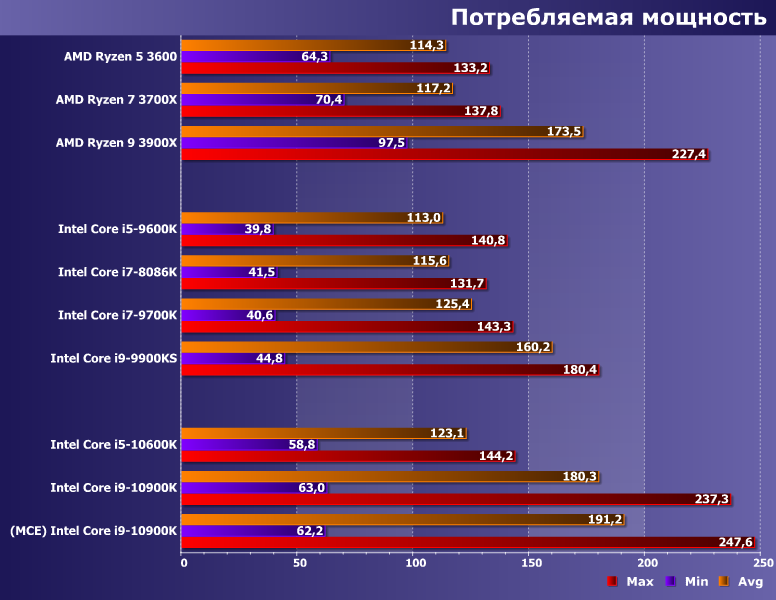 Потребляемая мощность
AMD Ryzen 5 3600
114,3
64,3
133,2
AMD Ryzen 7 3700X
117,2
70,4
137,8
AMD Ryzen 9 3900X
173,5
97,5
227,4
Intel Core i5-9600K
113,0
39,8
140,8
Intel Core i7-8086K
115,6
41,5
131,7
Intel Core i7-9700K
125,4
40,6
143,3
Intel Core i9-9900KS
160,2
44,8
180,4
Intel Core i5-10600K
123,1
58,8
144,2
Intel Core i9-10900K
180,3
63,0
237,3
(MCE) Intel Core i9-10900K
191,2
62,2
247,6
0 50 100 150 200 250
Max Min Avg